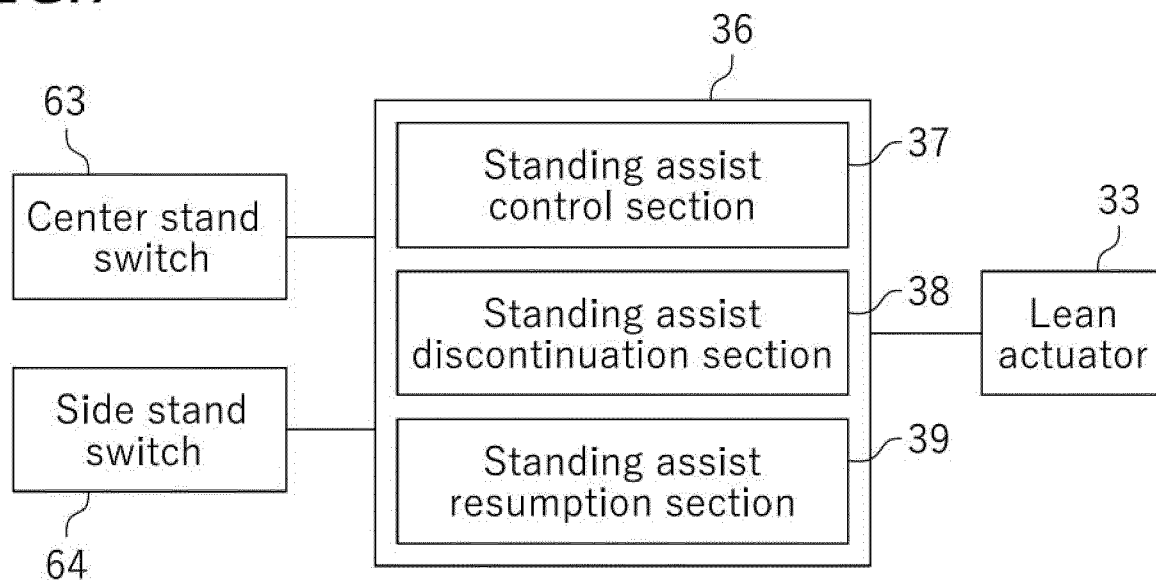 36
63
Center stand
switch
Standing assist
control section
37
33
Standing assist
discontinuation section
38
Lean
actuator
Side stand
switch
64
Standing assist
resumption section
39